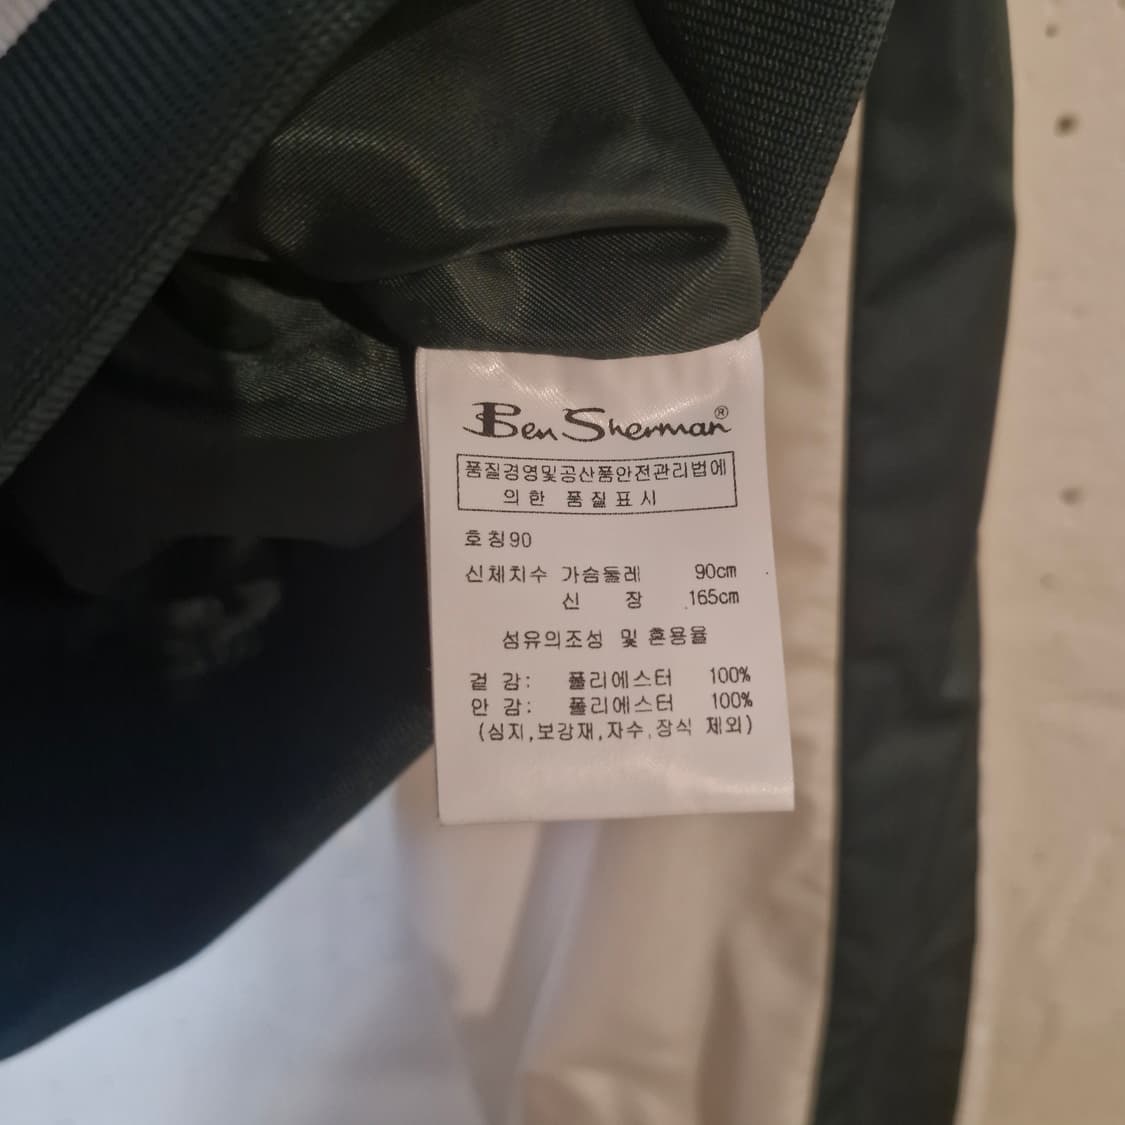 Ben Sherman®
품질경영및공산품안전관리법에
의한 품질표시
호칭90
신체치수 가슴둘레 90cm
신 장 165cm
섬유의조성 및 혼용율
겉 감: 폴리에스터 100%
안 감: 폴리에스터 100%
(심지,보강재,자수,장식 제외)